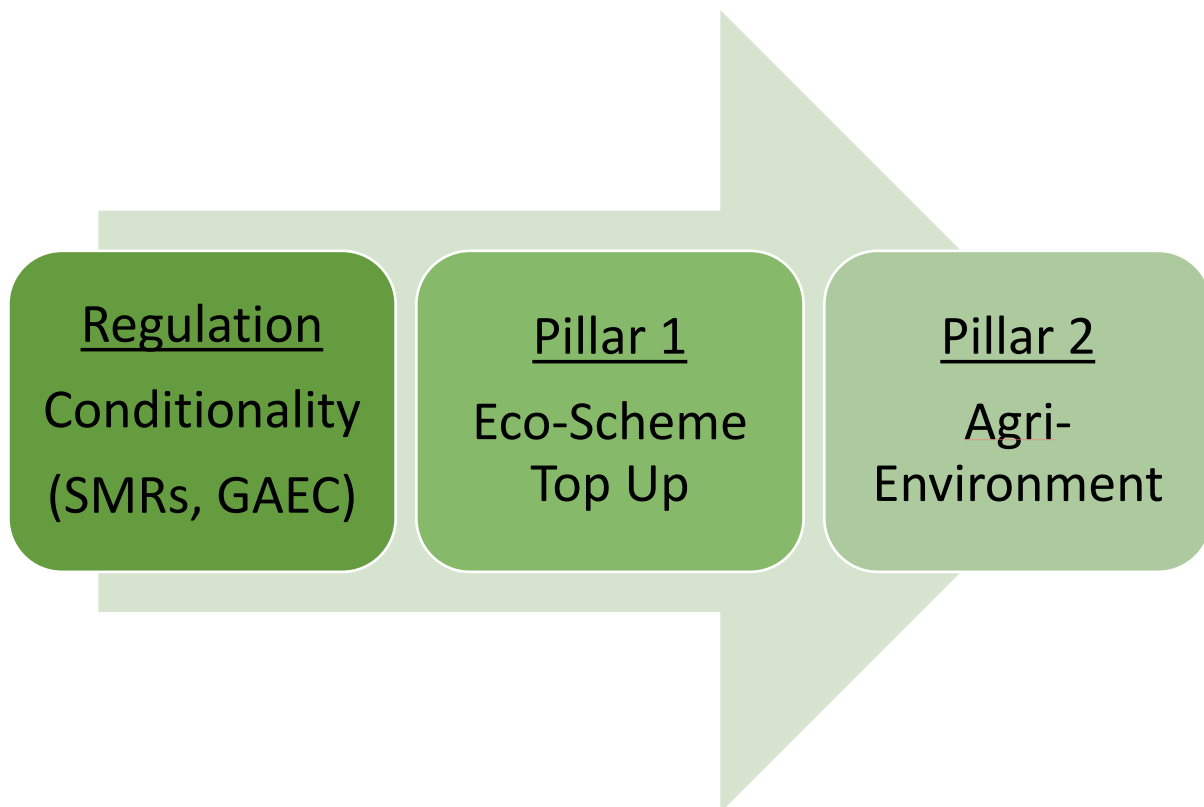 Regulation
Conditionality
(SMRs, GAEC)
Pillar 1
Eco-Scheme
Top Up
Pillar 2
Agri-
Environment